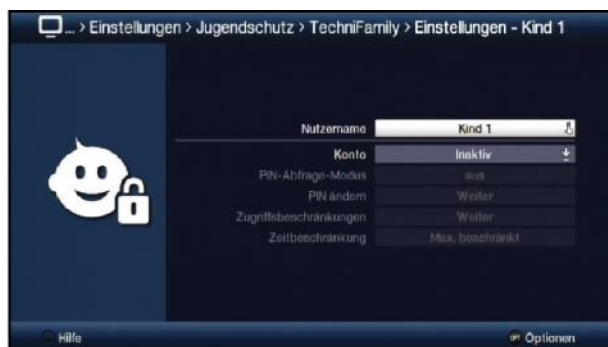 ... > Einstellungen > Jugendschutz > TechniFamily > Einstellungen - Kind 1
Nutzername Kind 1
Konto Inaktiv
PIN-Abfrage-Modus aus
PIN ändern Weiter
Zugriffsbeschränkungen Weiter
Zeitbeschränkung Max. beschränkt
Hilfe OPT Optionen